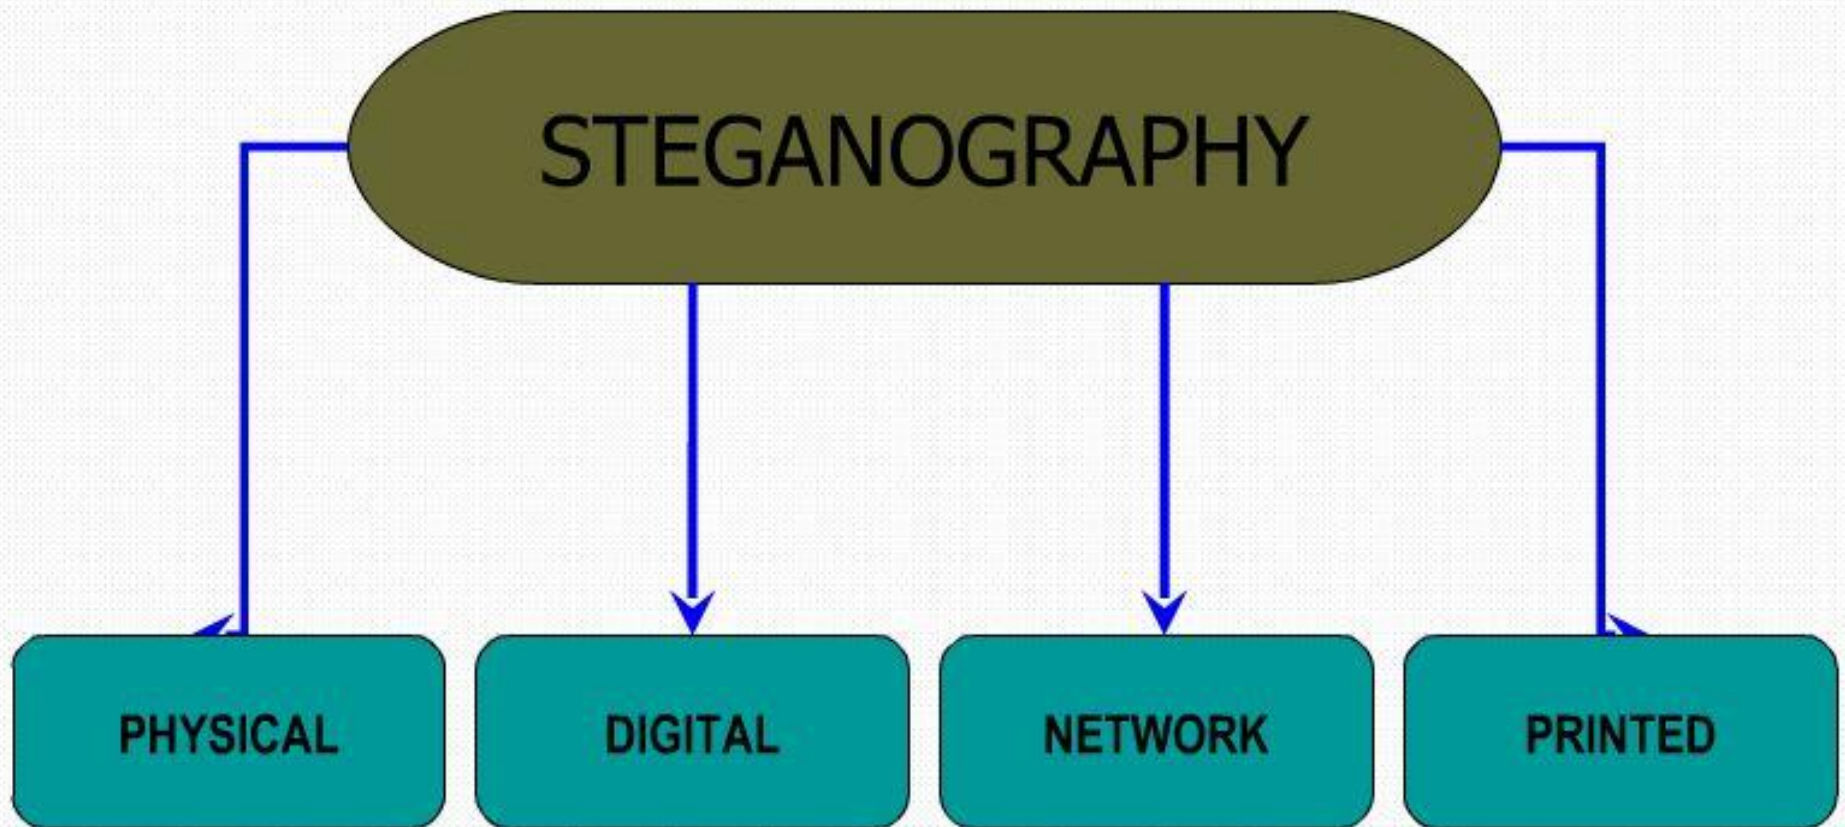 STEGANOGRAPHY
PHYSICAL
DIGITAL
NETWORK
PRINTED